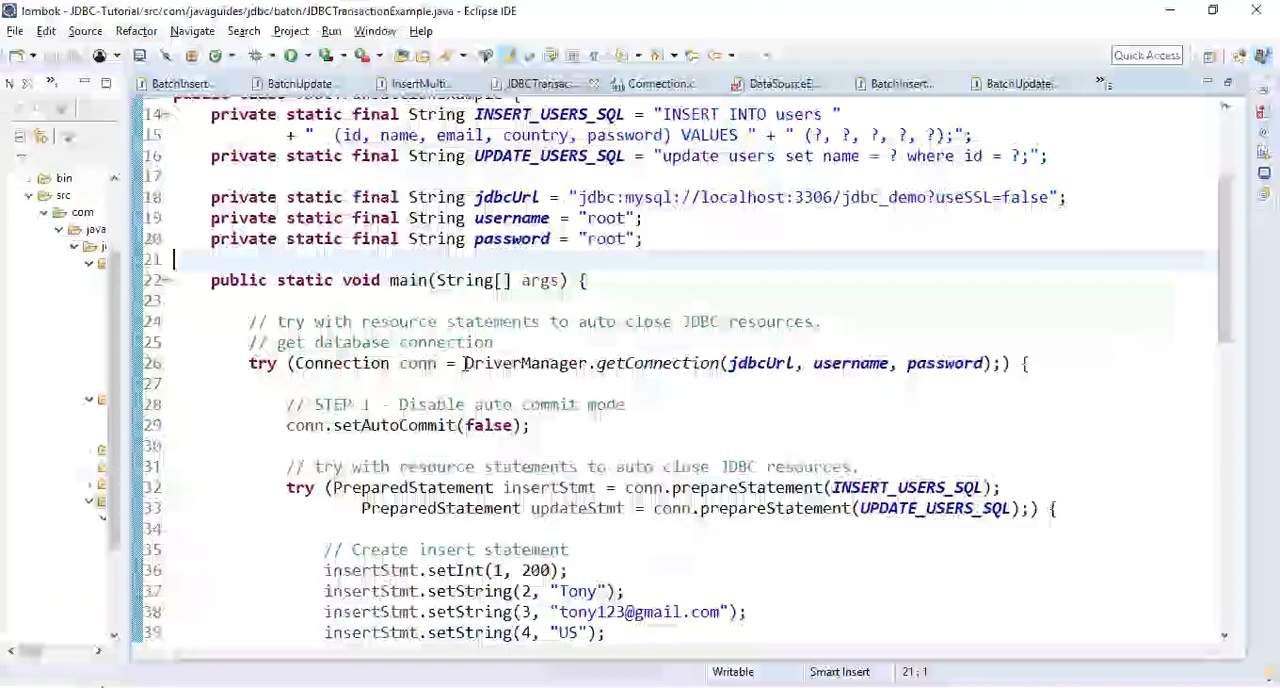 lombok - JDBC-Tutorial/src/com/javaguides/jdbc/batch/JDBCTransactionExample.java - Eclipse IDE
File Edit Source Refactor Navigate Search Project Run Window Help
Quick Access
N
BatchInsert... BatchUpdate... InsertMulti... JDBCTransac... Connection.c... DataSourceE... BatchInsert... BatchUpdate...
bin
src
com
java
j
14 private static final String INSERT_USERS_SQL = "INSERT INTO users "
15 + " (id, name, email, country, password) VALUES " + " (?, ?, ?, ?, ?);";
16 private static final String UPDATE_USERS_SQL = "update users set name = ? where id = ?;";
17
18 private static final String jdbcUrl = "jdbc:mysql://localhost:3306/jdbc_demo?useSSL=false";
19 private static final String username = "root";
20 private static final String password = "root";
21
22 public static void main(String[] args) {
23
24 // try with resource statements to auto close JDBC resources.
25 // get database connection
26 try (Connection conn = DriverManager.getConnection(jdbcUrl, username, password);) {
27
28 // STEP 1 - Disable auto commit mode
29 conn.setAutoCommit(false);
30
31 // try with resource statements to auto close JDBC resources.
32 try (PreparedStatement insertStmt = conn.prepareStatement(INSERT_USERS_SQL);
33 PreparedStatement updateStmt = conn.prepareStatement(UPDATE_USERS_SQL);) {
34
35 // Create insert statement
36 insertStmt.setInt(1, 200);
37 insertStmt.setString(2, "Tony");
38 insertStmt.setString(3, "tony123@gmail.com");
39 insertStmt.setString(4, "US");
Writable Smart Insert 21 : 1